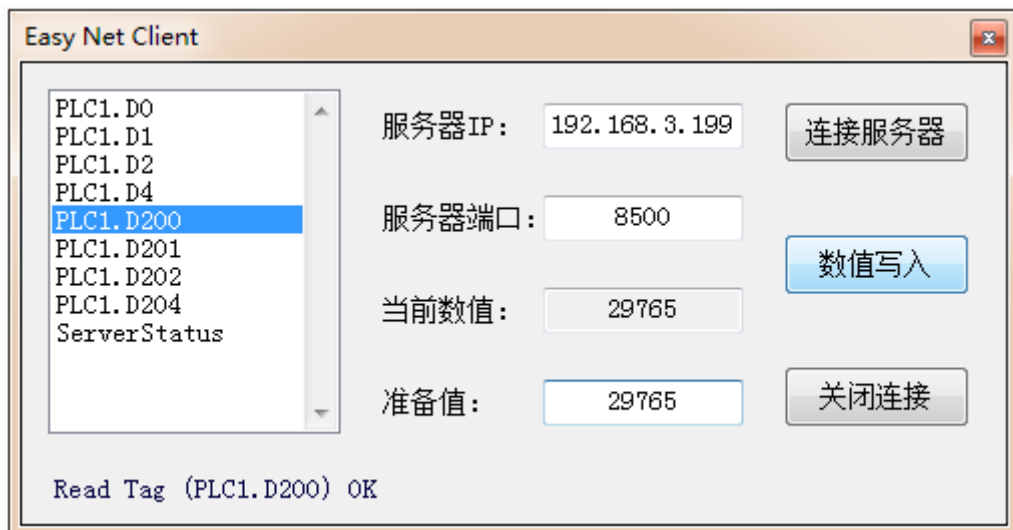 Easy Net Client
PLC1.D0
PLC1.D1
PLC1.D2
PLC1.D4
PLC1.D200
PLC1.D201
PLC1.D202
PLC1.D204
ServerStatus
服务器IP: 192.168.3.199 连接服务器
服务器端口: 8500
数值写入
当前数值: 29765
准备值: 29765 关闭连接
Read Tag (PLC1.D200) OK